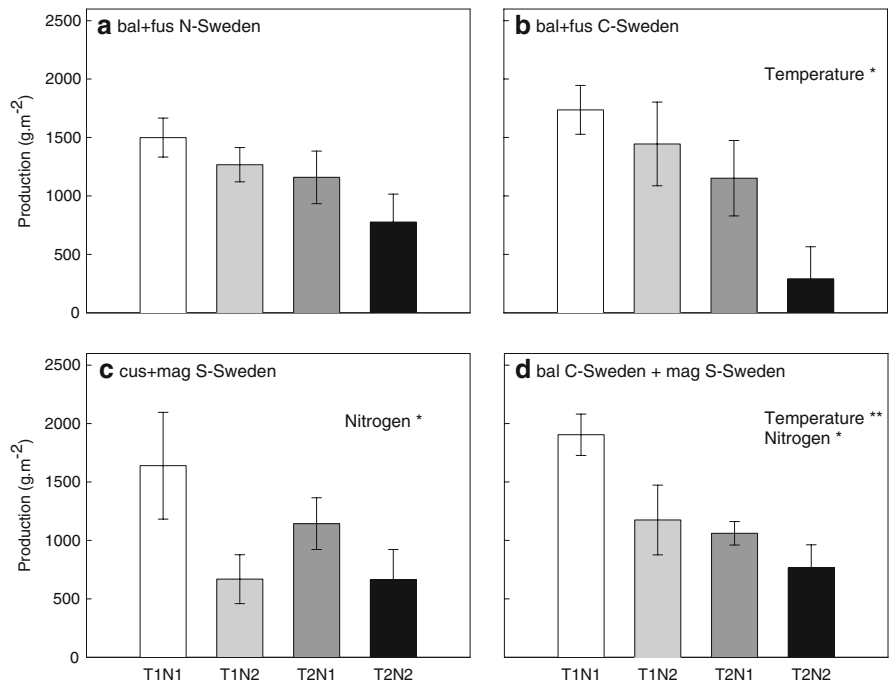 a bal+fus N-Sweden
b bal+fus C-Sweden
Temperature *
Production (g.m-2)
2500
2000
1500
1000
500
0
c cus+mag S-Sweden
Nitrogen *
d bal C-Sweden + mag S-Sweden
Temperature **
Nitrogen *
Production (g.m-2)
2500
2000
1500
1000
500
0
T1N1 T1N2 T2N1 T2N2
T1N1 T1N2 T2N1 T2N2